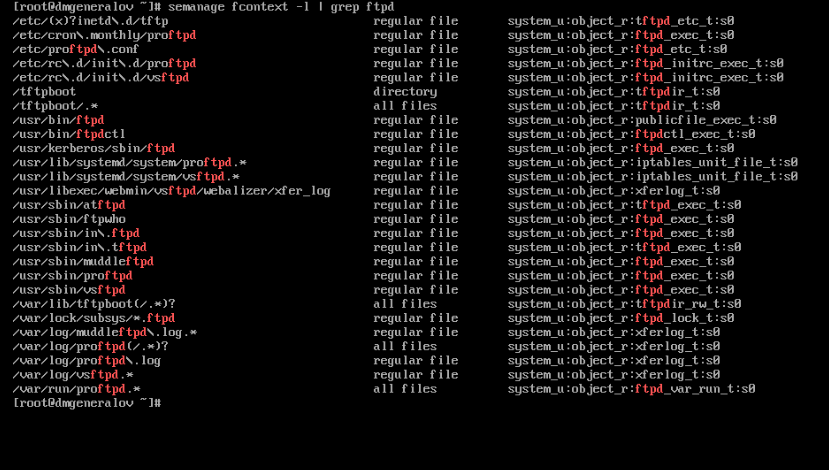 [root@dmgeneralov ~]# semanage fcontext -l | grep ftpd
/etc/(x)?inetd\.d/tftp regular file system_u:object_r:tftpd_etc_t:s0
/etc/cron\.monthly/proftpd regular file system_u:object_r:ftpd_exec_t:s0
/etc/proftpd\.conf regular file system_u:object_r:ftpd_etc_t:s0
/etc/rc\.d/init\.d/proftpd regular file system_u:object_r:ftpd_initrc_exec_t:s0
/etc/rc\.d/init\.d/vsftpd regular file system_u:object_r:ftpd_initrc_exec_t:s0
/tftpboot directory system_u:object_r:tftpdir_t:s0
/tftpboot/.* all files system_u:object_r:tftpdir_t:s0
/usr/bin/ftpd regular file system_u:object_r:publicfile_exec_t:s0
/usr/bin/ftpdctl regular file system_u:object_r:ftpdctl_exec_t:s0
/usr/kerberos/sbin/ftpd regular file system_u:object_r:ftpd_exec_t:s0
/usr/lib/systemd/system/proftpd.* regular file system_u:object_r:iptables_unit_file_t:s0
/usr/lib/systemd/system/vsftpd.* regular file system_u:object_r:iptables_unit_file_t:s0
/usr/libexec/webmin/vsftpd/webalizer/xfer_log regular file system_u:object_r:xferlog_t:s0
/usr/sbin/atftpd regular file system_u:object_r:tftpd_exec_t:s0
/usr/sbin/ftpwho regular file system_u:object_r:ftpd_exec_t:s0
/usr/sbin/in\.ftpd regular file system_u:object_r:ftpd_exec_t:s0
/usr/sbin/in\.tftpd regular file system_u:object_r:tftpd_exec_t:s0
/usr/sbin/muddleftpd regular file system_u:object_r:ftpd_exec_t:s0
/usr/sbin/proftpd regular file system_u:object_r:ftpd_exec_t:s0
/usr/sbin/vsftpd regular file system_u:object_r:ftpd_exec_t:s0
/var/lib/tftpboot(/.*)? all files system_u:object_r:tftpdir_rw_t:s0
/var/lock/subsys/*.ftpd regular file system_u:object_r:ftpd_lock_t:s0
/var/log/muddleftpd\.log.* regular file system_u:object_r:xferlog_t:s0
/var/log/proftpd(/.*)? all files system_u:object_r:xferlog_t:s0
/var/log/proftpd\.log regular file system_u:object_r:xferlog_t:s0
/var/log/vsftpd.* regular file system_u:object_r:xferlog_t:s0
/var/run/proftpd.* all files system_u:object_r:ftpd_var_run_t:s0
[root@dmgeneralov ~]#